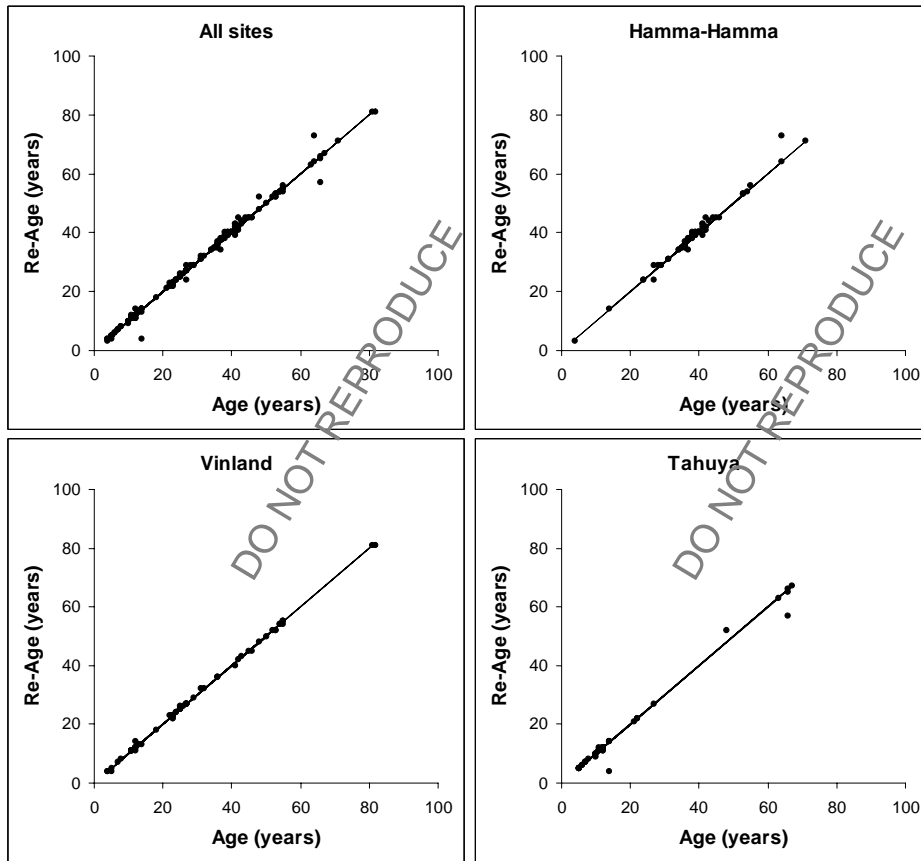 All sites
100
80
60
40
20
0
Re-Age (years)
0 20 40 60 80 100
Age (years)
Hamma-Hamma
100
80
60
40
20
0
Re-Age (years)
0 20 40 60 80 100
Age (years)
Vinland
100
80
60
40
20
0
Re-Age (years)
0 20 40 60 80 100
Age (years)
Tahuya
100
80
60
40
20
0
Re-Age (years)
0 20 40 60 80 100
Age (years)
DO NOT REPRODUCE
DO NOT REPRODUCE